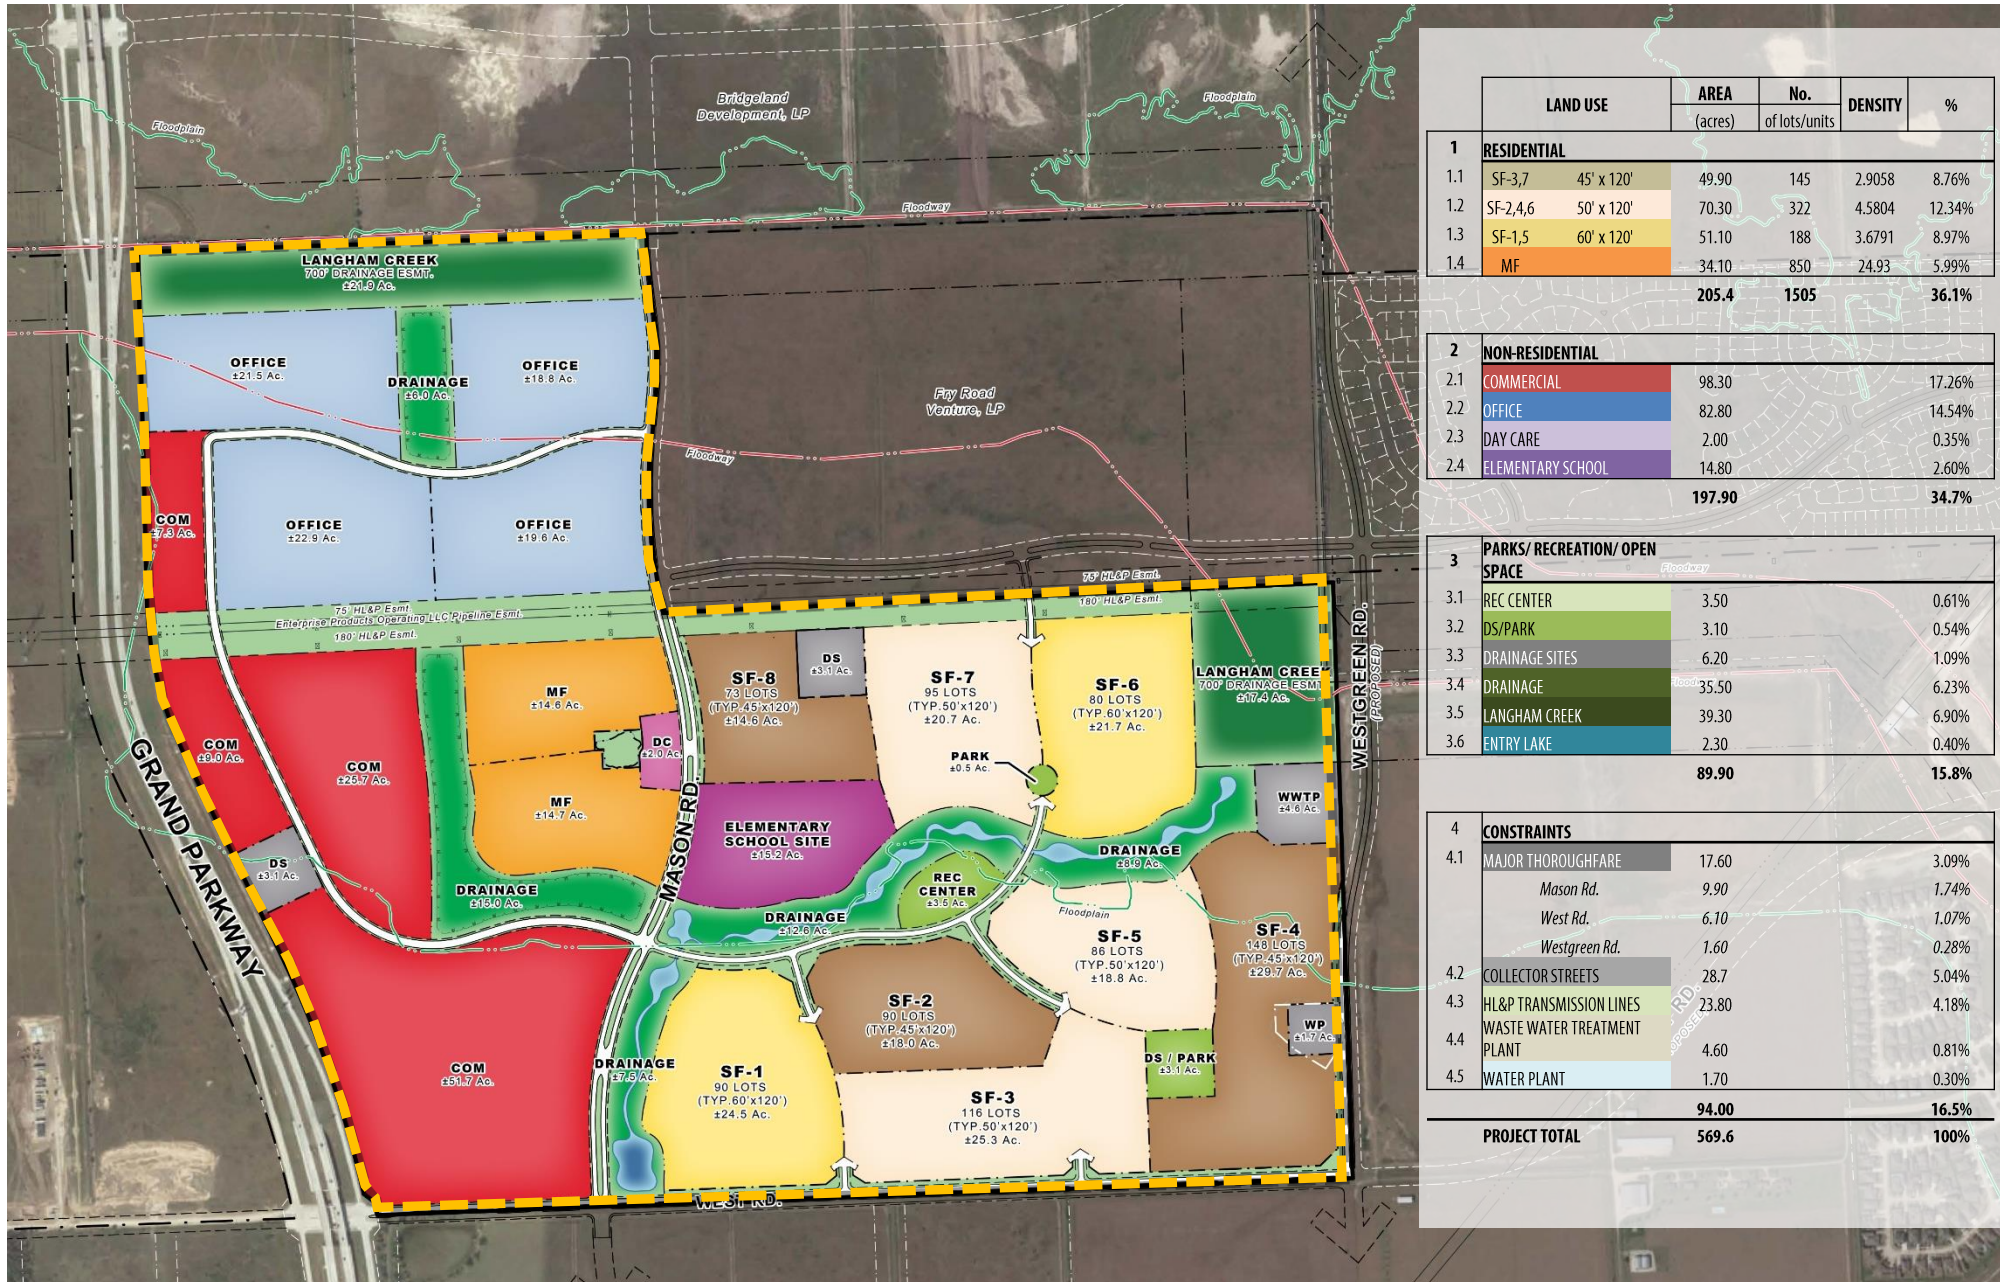 Bridgeland
Development, LP
Floodplain
Floodplain
Floodway
LANGHAM CREEK
700' DRAINAGE ESMT.
±21.9 Ac.
OFFICE
±21.5 Ac.
DRAINAGE
±6.0 Ac.
OFFICE
±18.8 Ac.
Fry Road
Venture, LP
Floodway
COM
±7.3 Ac.
OFFICE
±22.9 Ac.
OFFICE
±19.6 Ac.
75' HL&P Esmt.
Enterprise Products Operating LLC Pipeline Esmt.
180' HL&P Esmt.
75' HL&P Esmt.
180' HL&P Esmt.
COM
±9.0 Ac.
COM
±25.7 Ac.
MF
±14.6 Ac.
MF
±14.7 Ac.
DC
±2.0 Ac.
SF-8
73 LOTS
(TYP.45'x120')
±14.6 Ac.
DS
±3.1 Ac.
SF-7
95 LOTS
(TYP.50'x120')
±20.7 Ac.
SF-6
80 LOTS
(TYP.60'x120')
±21.7 Ac.
LANGHAM CREE
700' DRAINAGE ESMT
±17.4 Ac.
WESTGREEN RD.
(PROPOSED)
PARK
±0.5 Ac.
WWTP
±4.6 Ac.
GRAND PARKWAY
MASON RD.
ELEMENTARY
SCHOOL SITE
±15.2 Ac.
DS
±3.1 Ac.
DRAINAGE
±15.0 Ac.
DRAINAGE
±12.6 Ac.
REC
CENTER
±3.5 Ac.
DRAINAGE
±8.9 Ac.
Floodplain
SF-5
86 LOTS
(TYP.50'x120')
±18.8 Ac.
SF-4
148 LOTS
(TYP.45'x120')
±29.7 Ac.
SF-2
90 LOTS
(TYP.45'x120')
±18.0 Ac.
WP
±1.7 Ac.
COM
±51.7 Ac.
DRAINAGE
±7.5 Ac.
SF-1
90 LOTS
(TYP.60'x120')
±24.5 Ac.
DS / PARK
±3.1 Ac.
SF-3
116 LOTS
(TYP.50'x120')
±25.3 Ac.
WEST RD.
LAND USE AREA (acres) No. of lots/units DENSITY %
1 RESIDENTIAL
1.1 SF-3,7 45' x 120' 49.90 145 2.9058 8.76%
1.2 SF-2,4,6 50' x 120' 70.30 322 4.5804 12.34%
1.3 SF-1,5 60' x 120' 51.10 188 3.6791 8.97%
1.4 MF 34.10 850 24.93 5.99%
205.4 1505 36.1%
2 NON-RESIDENTIAL
2.1 COMMERCIAL 98.30 17.26%
2.2 OFFICE 82.80 14.54%
2.3 DAY CARE 2.00 0.35%
2.4 ELEMENTARY SCHOOL 14.80 2.60%
197.90 34.7%
3 PARKS/ RECREATION/ OPEN
SPACE
Floodway
3.1 REC CENTER 3.50 0.61%
3.2 DS/PARK 3.10 0.54%
3.3 DRAINAGE SITES 6.20 1.09%
3.4 DRAINAGE 35.50 6.23%
3.5 LANGHAM CREEK 39.30 6.90%
3.6 ENTRY LAKE 2.30 0.40%
89.90 15.8%
4 CONSTRAINTS
4.1 MAJOR THOROUGHFARE 17.60 3.09%
Mason Rd. 9.90 1.74%
West Rd. 6.10 1.07%
Westgreen Rd. 1.60 0.28%
4.2 COLLECTOR STREETS 28.7 5.04%
4.3 HL&P TRANSMISSION LINES 23.80 4.18%
4.4 WASTE WATER TREATMENT
PLANT 4.60 0.81%
4.5 WATER PLANT 1.70 0.30%
94.00 16.5%
PROJECT TOTAL 569.6 100%